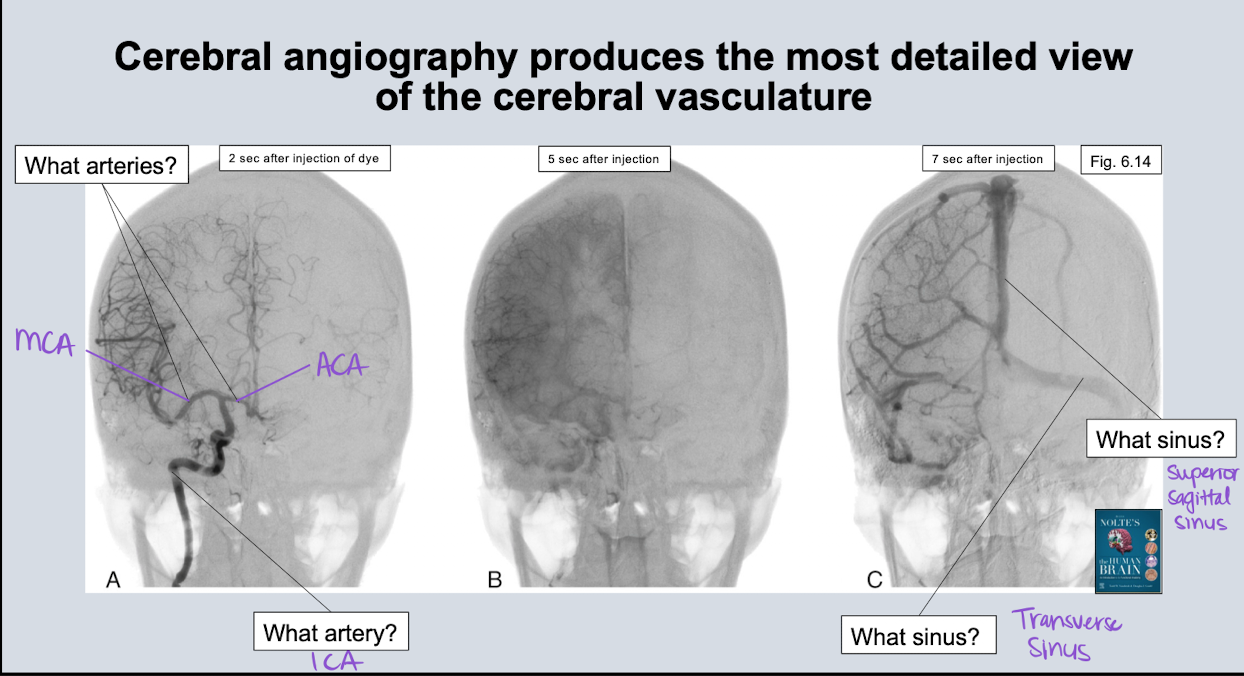 Cerebral angiography produces the most detailed view
of the cerebral vasculature
What arteries?
2 sec after injection of dye
5 sec after injection
7 sec after injection
Fig. 6.14
MCA
ACA
What sinus?
Superior
sagittal
sinus
NOLTE'S
the HUMAN
BRAIN
A
B
C
What artery?
ICA
What sinus?
Transverse
Sinus